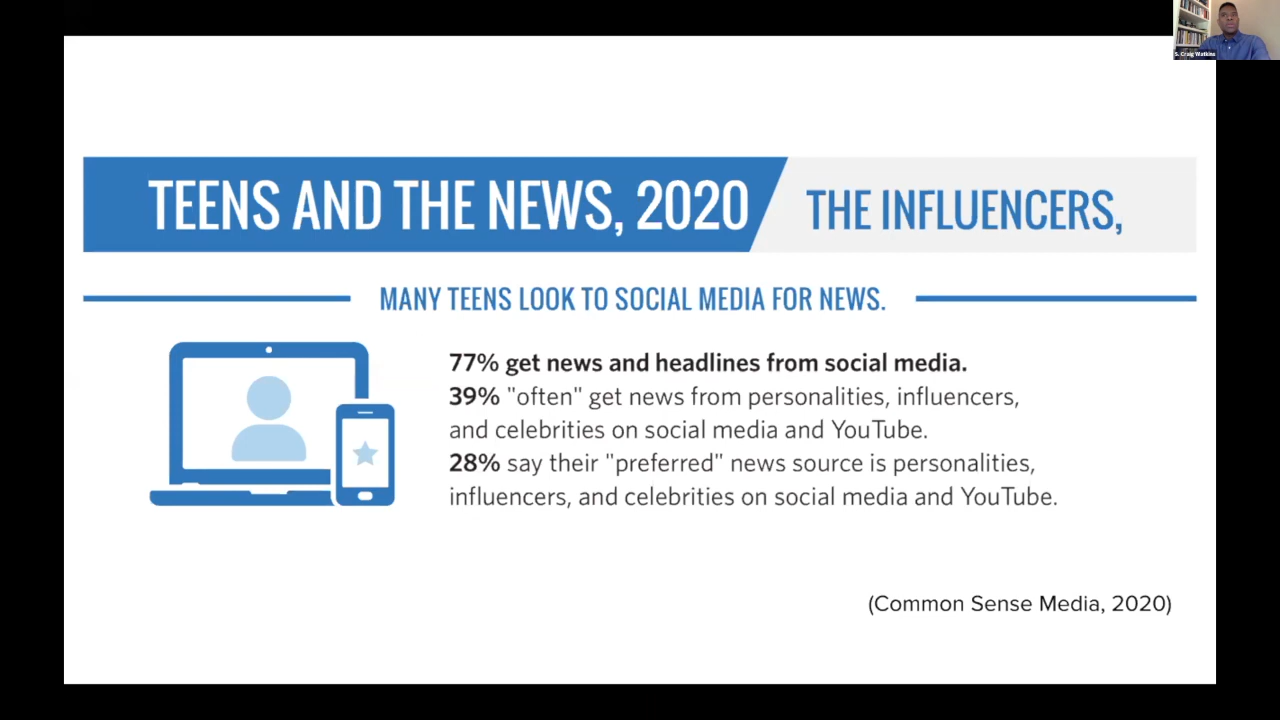 S. Craig Watkins
TEENS AND THE NEWS, 2020
THE INFLUENCERS,
MANY TEENS LOOK TO SOCIAL MEDIA FOR NEWS.
77% get news and headlines from social media.
39% "often" get news from personalities, influencers,
and celebrities on social media and YouTube.
28% say their "preferred" news source is personalities,
influencers, and celebrities on social media and YouTube.
(Common Sense Media, 2020)